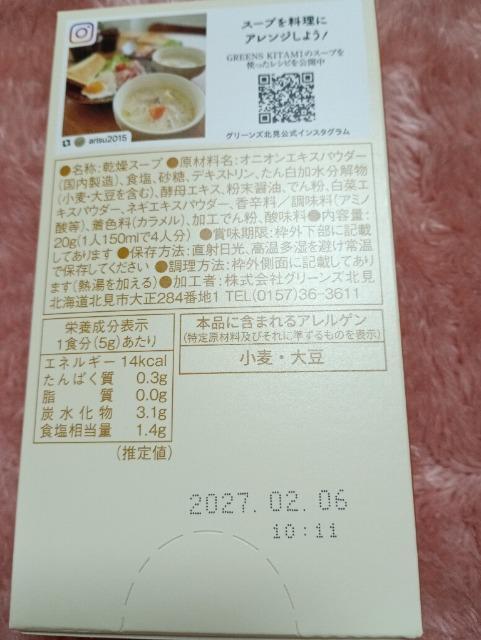 スープを料理に
アレンジしよう!
GREENS KITAMIのスープを
使ったレシピを公開中
arisu2015
グリーンズ北見公式インスタグラム
●名称:乾燥スープ ●原材料名:オニオンエキスパウダー
(国内製造)、食塩、砂糖、デキストリン、たん白加水分解物
(小麦・大豆を含む)、酵母エキス、粉末醤油、でん粉、白菜エ
キスパウダー、ネギエキスパウダー、香辛料/調味料(アミノ
酸等)、着色料(カラメル)、加工でん粉、酸味料●内容量:
20g(1人150mlで4人分) ●賞味期限:枠外下部に記載
してあります ●保存方法:直射日光、高温多湿を避け常温
で保存してください ●調理方法:枠外側面に記載してあり
ます(熱湯を加える) ●加工者:株式会社グリーンズ北見
北海道北見市大正284番地1 TEL(0157)36-3611
栄養成分表示
1食分(5g)あたり
エネルギー 14kcal
たんぱく質 0.3g
脂質 0.0g
炭水化物 3.1g
食塩相当量 1.4g
(推定値)
本品に含まれるアレルゲン
(特定原材料及びそれに準ずるものを表示)
小麦・大豆
2027.02.06
10:11